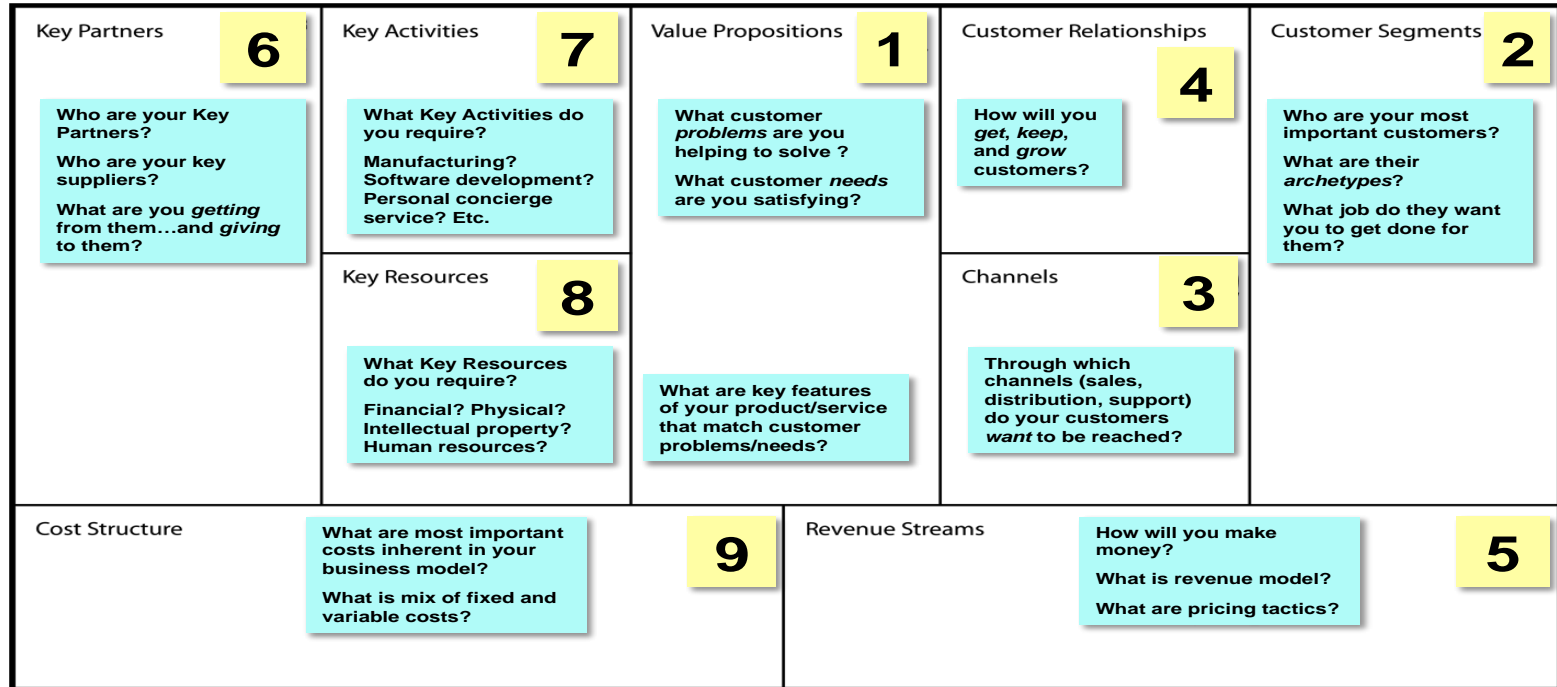 Key Partners
6
Who are your Key
Partners?
Who are your key
suppliers?
What are you getting
from them...and giving
to them?
Key Activities
7
What Key Activities do
you require?
Manufacturing?
Software development?
Personal concierge
service? Etc.
Key Resources
8
What Key Resources
do you require?
Financial? Physical?
Intellectual property?
Human resources?
Value Propositions
1
What customer
problems are you
helping to solve ?
What customer needs
are you satisfying?
What are key features
of your product/service
that match customer
problems/needs?
Customer Relationships
4
How will you
get, keep,
and grow
customers?
Channels
3
Through which
channels (sales,
distribution, support)
do your customers
want to be reached?
Customer Segments
2
Who are your most
important customers?
What are their
archetypes?
What job do they want
you to get done for
them?
Cost Structure
9
What are most important
costs inherent in your
business model?
What is mix of fixed and
variable costs?
Revenue Streams
5
How will you make
money?
What is revenue model?
What are pricing tactics?